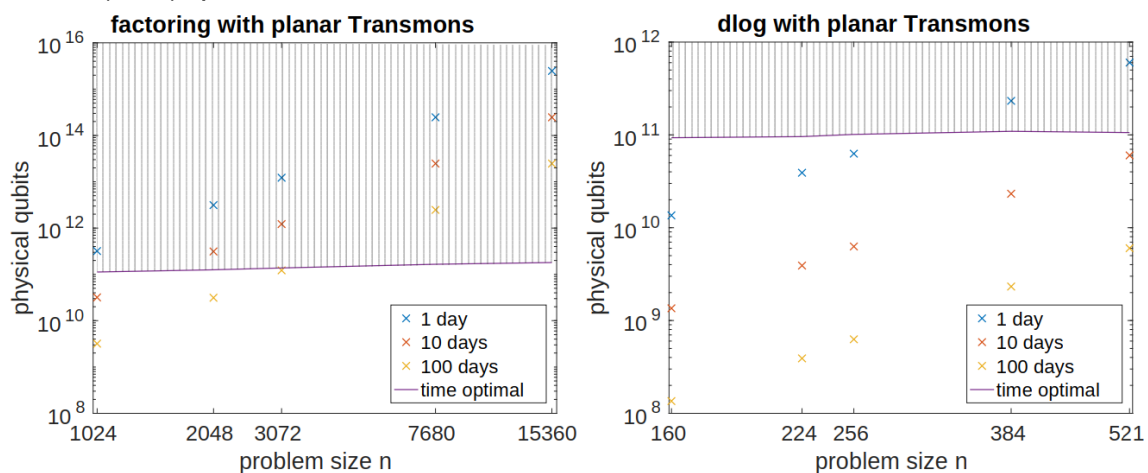 factoring with planar Transmons
10^16
10^14
10^12
10^10
10^8
physical qubits
1024
2048
3072
7680
15360
problem size n
1 day
10 days
100 days
time optimal
dlog with planar Transmons
10^12
10^11
10^10
10^9
10^8
physical qubits
160
224
256
384
521
problem size n
1 day
10 days
100 days
time optimal